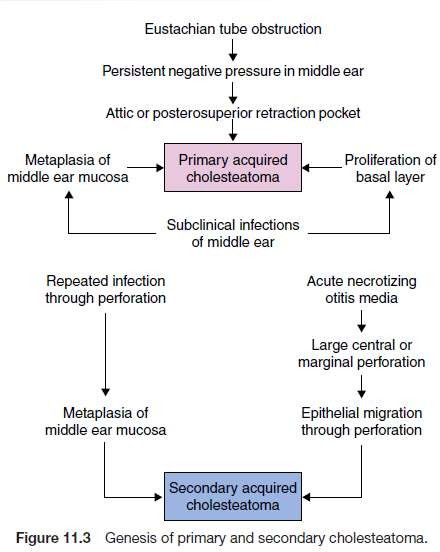 Eustachian tube obstruction
Persistent negative pressure in middle ear
Attic or posterosuperior retraction pocket
Metaplasia of
middle ear mucosa
Primary acquired
cholesteatoma
Proliferation of
basal layer
Subclinical infections
of middle ear
Repeated infection
through perforation
Acute necrotizing
otitis media
Large central or
marginal perforation
Metaplasia of
middle ear mucosa
Epithelial migration
through perforation
Secondary acquired
cholesteatoma
Figure 11.3 Genesis of primary and secondary cholesteatoma.